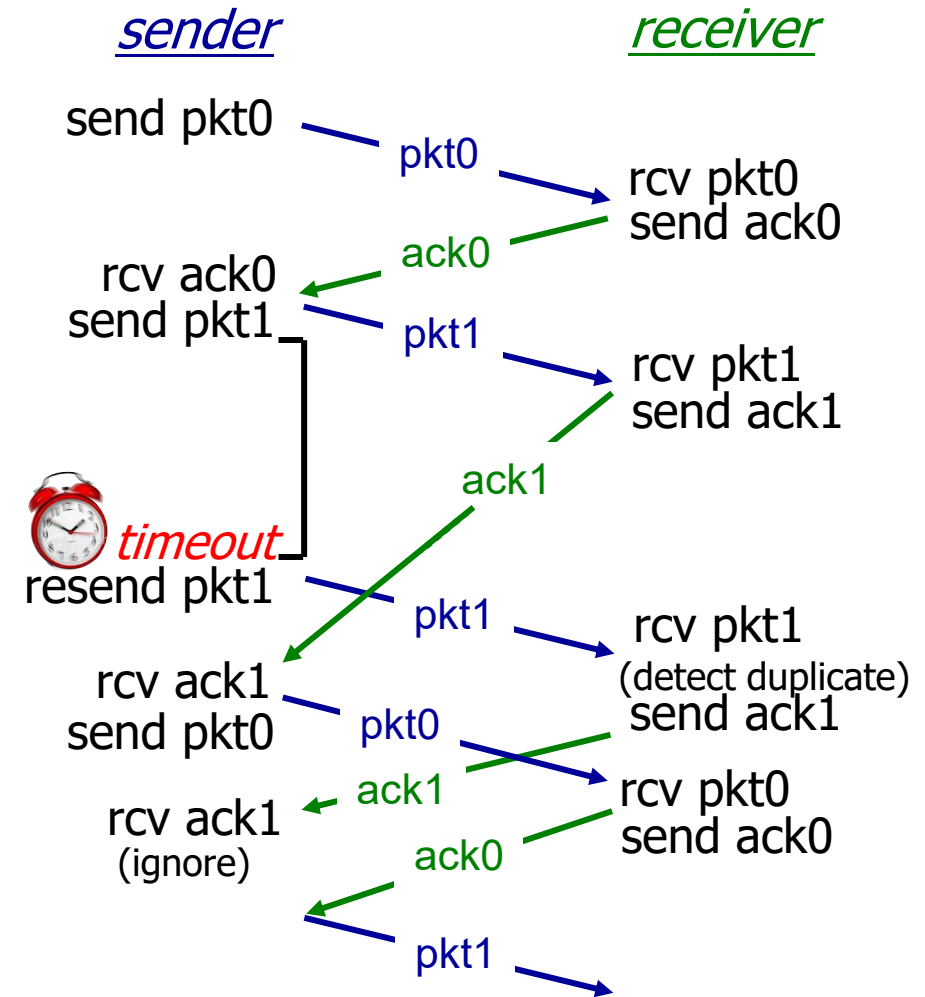 sender
receiver
send pkt0
pkt0
rcv pkt0
send ack0
ack0
rcv ack0
send pkt1
pkt1
rcv pkt1
send ack1
ack1
timeout
resend pkt1
pkt1
rcv pkt1
(detect duplicate)
send ack1
rcv ack1
send pkt0
pkt0
ack1
rcv pkt0
send ack0
rcv ack1
(ignore)
ack0
pkt1